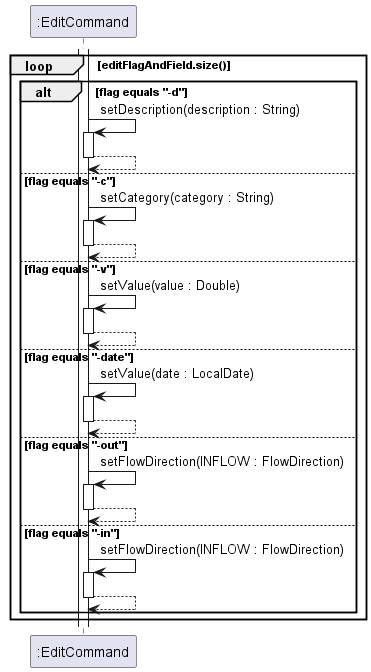 :EditCommand
loop [editFlagAndField.size()]
alt [flag equals "-d"]
setDescription(description : String)
[flag equals "-c"]
setCategory(category : String)
[flag equals "-v"]
setValue(value : Double)
[flag equals "-date"]
setValue(date : LocalDate)
[flag equals "-out"]
setFlowDirection(INFLOW : FlowDirection)
[flag equals "-in"]
setFlowDirection(INFLOW : FlowDirection)
:EditCommand